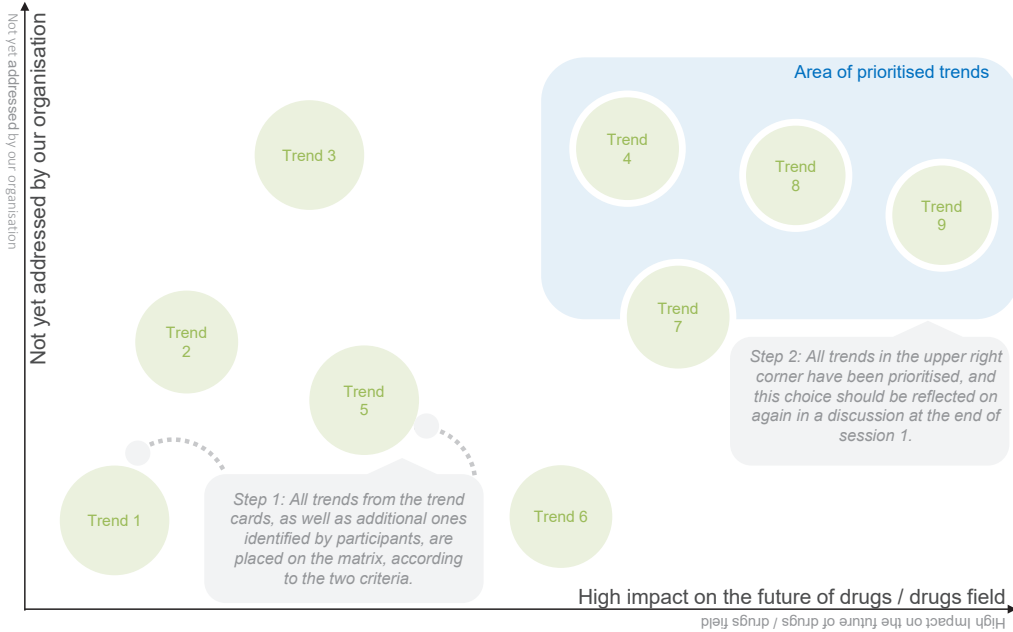 Not yet addressed by our organisation
Not yet addressed by our organisation
Area of prioritised trends
Trend 3
Trend
4
Trend
8
Trend
9
Trend
7
Trend
2
Trend
5
Step 2: All trends in the upper right
corner have been prioritised, and
this choice should be reflected on
again in a discussion at the end of
session 1.
Trend 1
Step 1: All trends from the trend
cards, as well as additional ones
identified by participants, are
placed on the matrix, according
to the two criteria.
Trend 6
High impact on the future of drugs / drugs field
High Impact on the future of drugs / drugs field